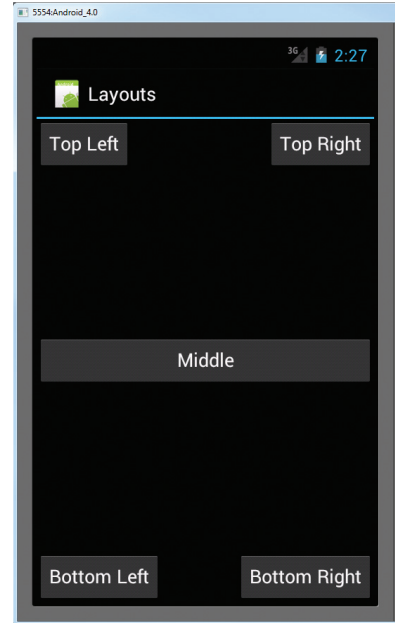 5554:Android_4.0
3G 2:27
Layouts
Top Left Top Right
Middle
Bottom Left Bottom Right